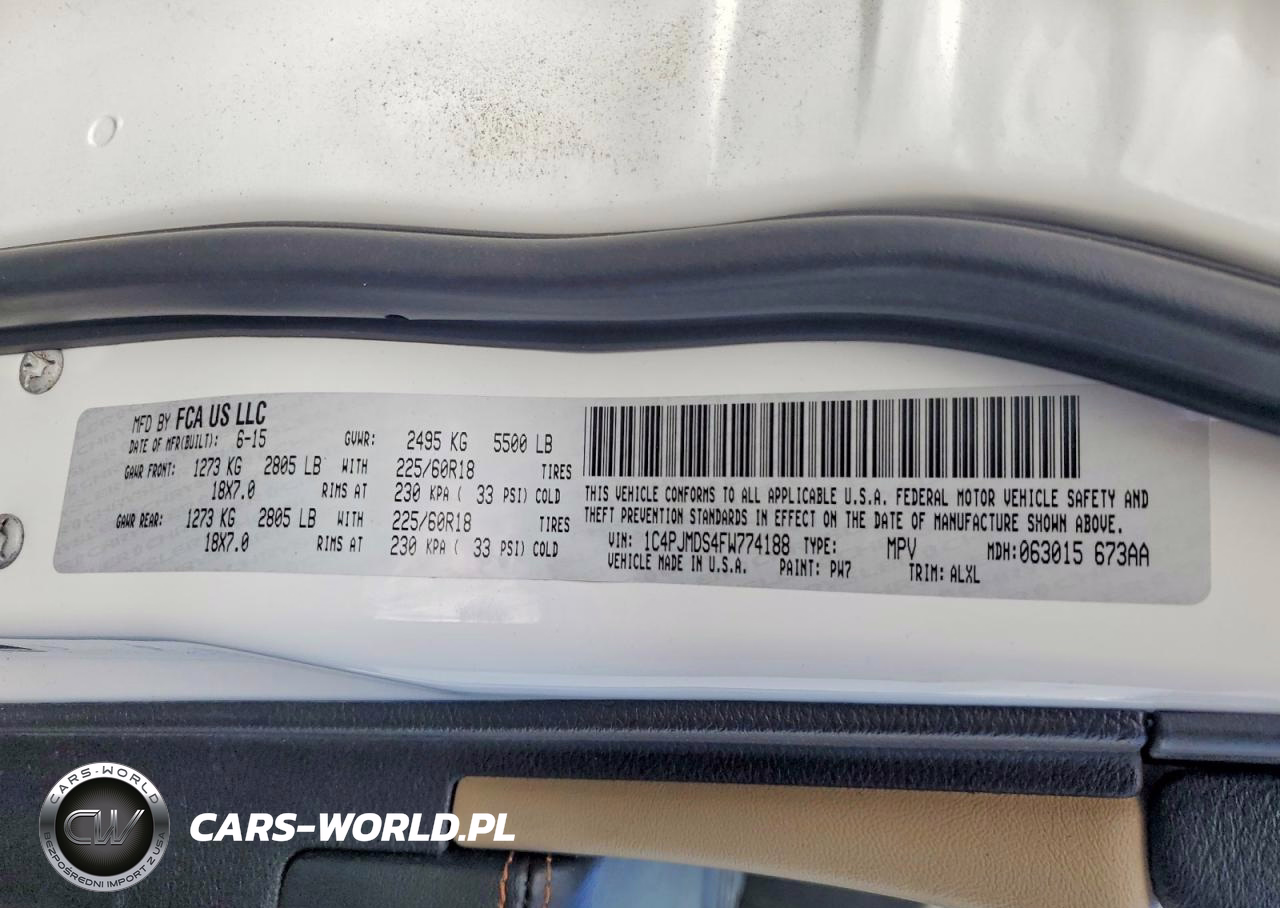 MFD BY FCA US LLC
DATE OF MFR(BUILT): 6-15 GVWR: 2495 KG 5500 LB
GAWR FRONT: 1273 KG 2805 LB WITH 225/60R18 TIRES
18X7.0 RIMS AT 230 KPA ( 33 PSI) COLD
GAWR REAR: 1273 KG 2805 LB WITH 225/60R18 TIRES
18X7.0 RIMS AT 230 KPA ( 33 PSI) COLD
THIS VEHICLE CONFORMS TO ALL APPLICABLE U.S.A. FEDERAL MOTOR VEHICLE SAFETY AND
THEFT PREVENTION STANDARDS IN EFFECT ON THE DATE OF MANUFACTURE SHOWN ABOVE.
VIN: 1C4PJMDS4FW774188 TYPE: MPV MDH:063015 673AA
VEHICLE MADE IN U.S.A. PAINT: PW7 TRIM: ALXL
CARS-WORLD
CW
BEZPOŚREDNI IMPORT Z USA
CARS-WORLD.PL